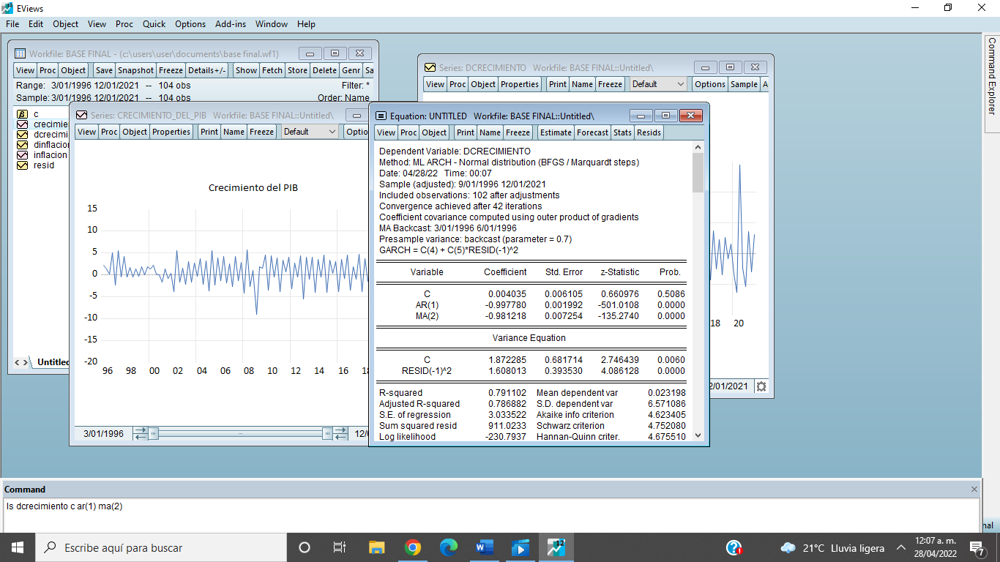 EViews
File Edit Object View Proc Quick Options Add-ins Window Help
Workfile: BASE FINAL - (c:\users\user\documents\base final.wf1)
View Proc Object Save Snapshot Freeze Details+/- Show Fetch Store Delete Genr Sa
Range: 3/01/1996 12/01/2021 -- 104 obs Filter: *
Sample: 3/01/1996 12/01/2021 -- 104 obs Order: Name
c
crecimie
dcrecimi
dinflacion
inflacion
resid
Untitled
Series: CRECIMIENTO_DEL_PIB Workfile: BASE FINAL::Untitled\
View Proc Object Properties Print Name Freeze Default Optio
Crecimiento del PIB
15
10
5
0
-5
-10
-15
-20
96 98 00 02 04 06 08 10 12 14 16 18
3/01/1996 12/0
Series: DCRECIMIENTO Workfile: BASE FINAL::Untitled\
View Proc Object Properties Print Name Freeze Default Options Sample A
18 20
2/01/2021
Equation: UNTITLED Workfile: BASE FINAL::Untitled\
View Proc Object Print Name Freeze Estimate Forecast Stats Resids
Dependent Variable: DCRECIMIENTO
Method: ML ARCH - Normal distribution (BFGS / Marquardt steps)
Date: 04/28/22 Time: 00:07
Sample (adjusted): 9/01/1996 12/01/2021
Included observations: 102 after adjustments
Convergence achieved after 42 iterations
Coefficient covariance computed using outer product of gradients
MA Backcast: 3/01/1996 6/01/1996
Presample variance: backcast (parameter = 0.7)
GARCH = C(4) + C(5)*RESID(-1)^2
Variable Coefficient Std. Error z-Statistic Prob.
C 0.004035 0.006105 0.660976 0.5086
AR(1) -0.997780 0.001992 -501.0108 0.0000
MA(2) -0.981218 0.007254 -135.2740 0.0000
Variance Equation
C 1.872285 0.681714 2.746439 0.0060
RESID(-1)^2 1.608013 0.393530 4.086128 0.0000
R-squared 0.791102 Mean dependent var 0.023198
Adjusted R-squared 0.786882 S.D. dependent var 6.571086
S.E. of regression 3.033522 Akaike info criterion 4.623405
Sum squared resid 911.0233 Schwarz criterion 4.752080
Log likelihood -230.7937 Hannan-Quinn criter. 4.675510
Command Explorer
Command
ls dcrecimiento c ar(1) ma(2)
nal
Escribe aquí para buscar
12
21°C Lluvia ligera
12:07 a. m.
28/04/2022
7